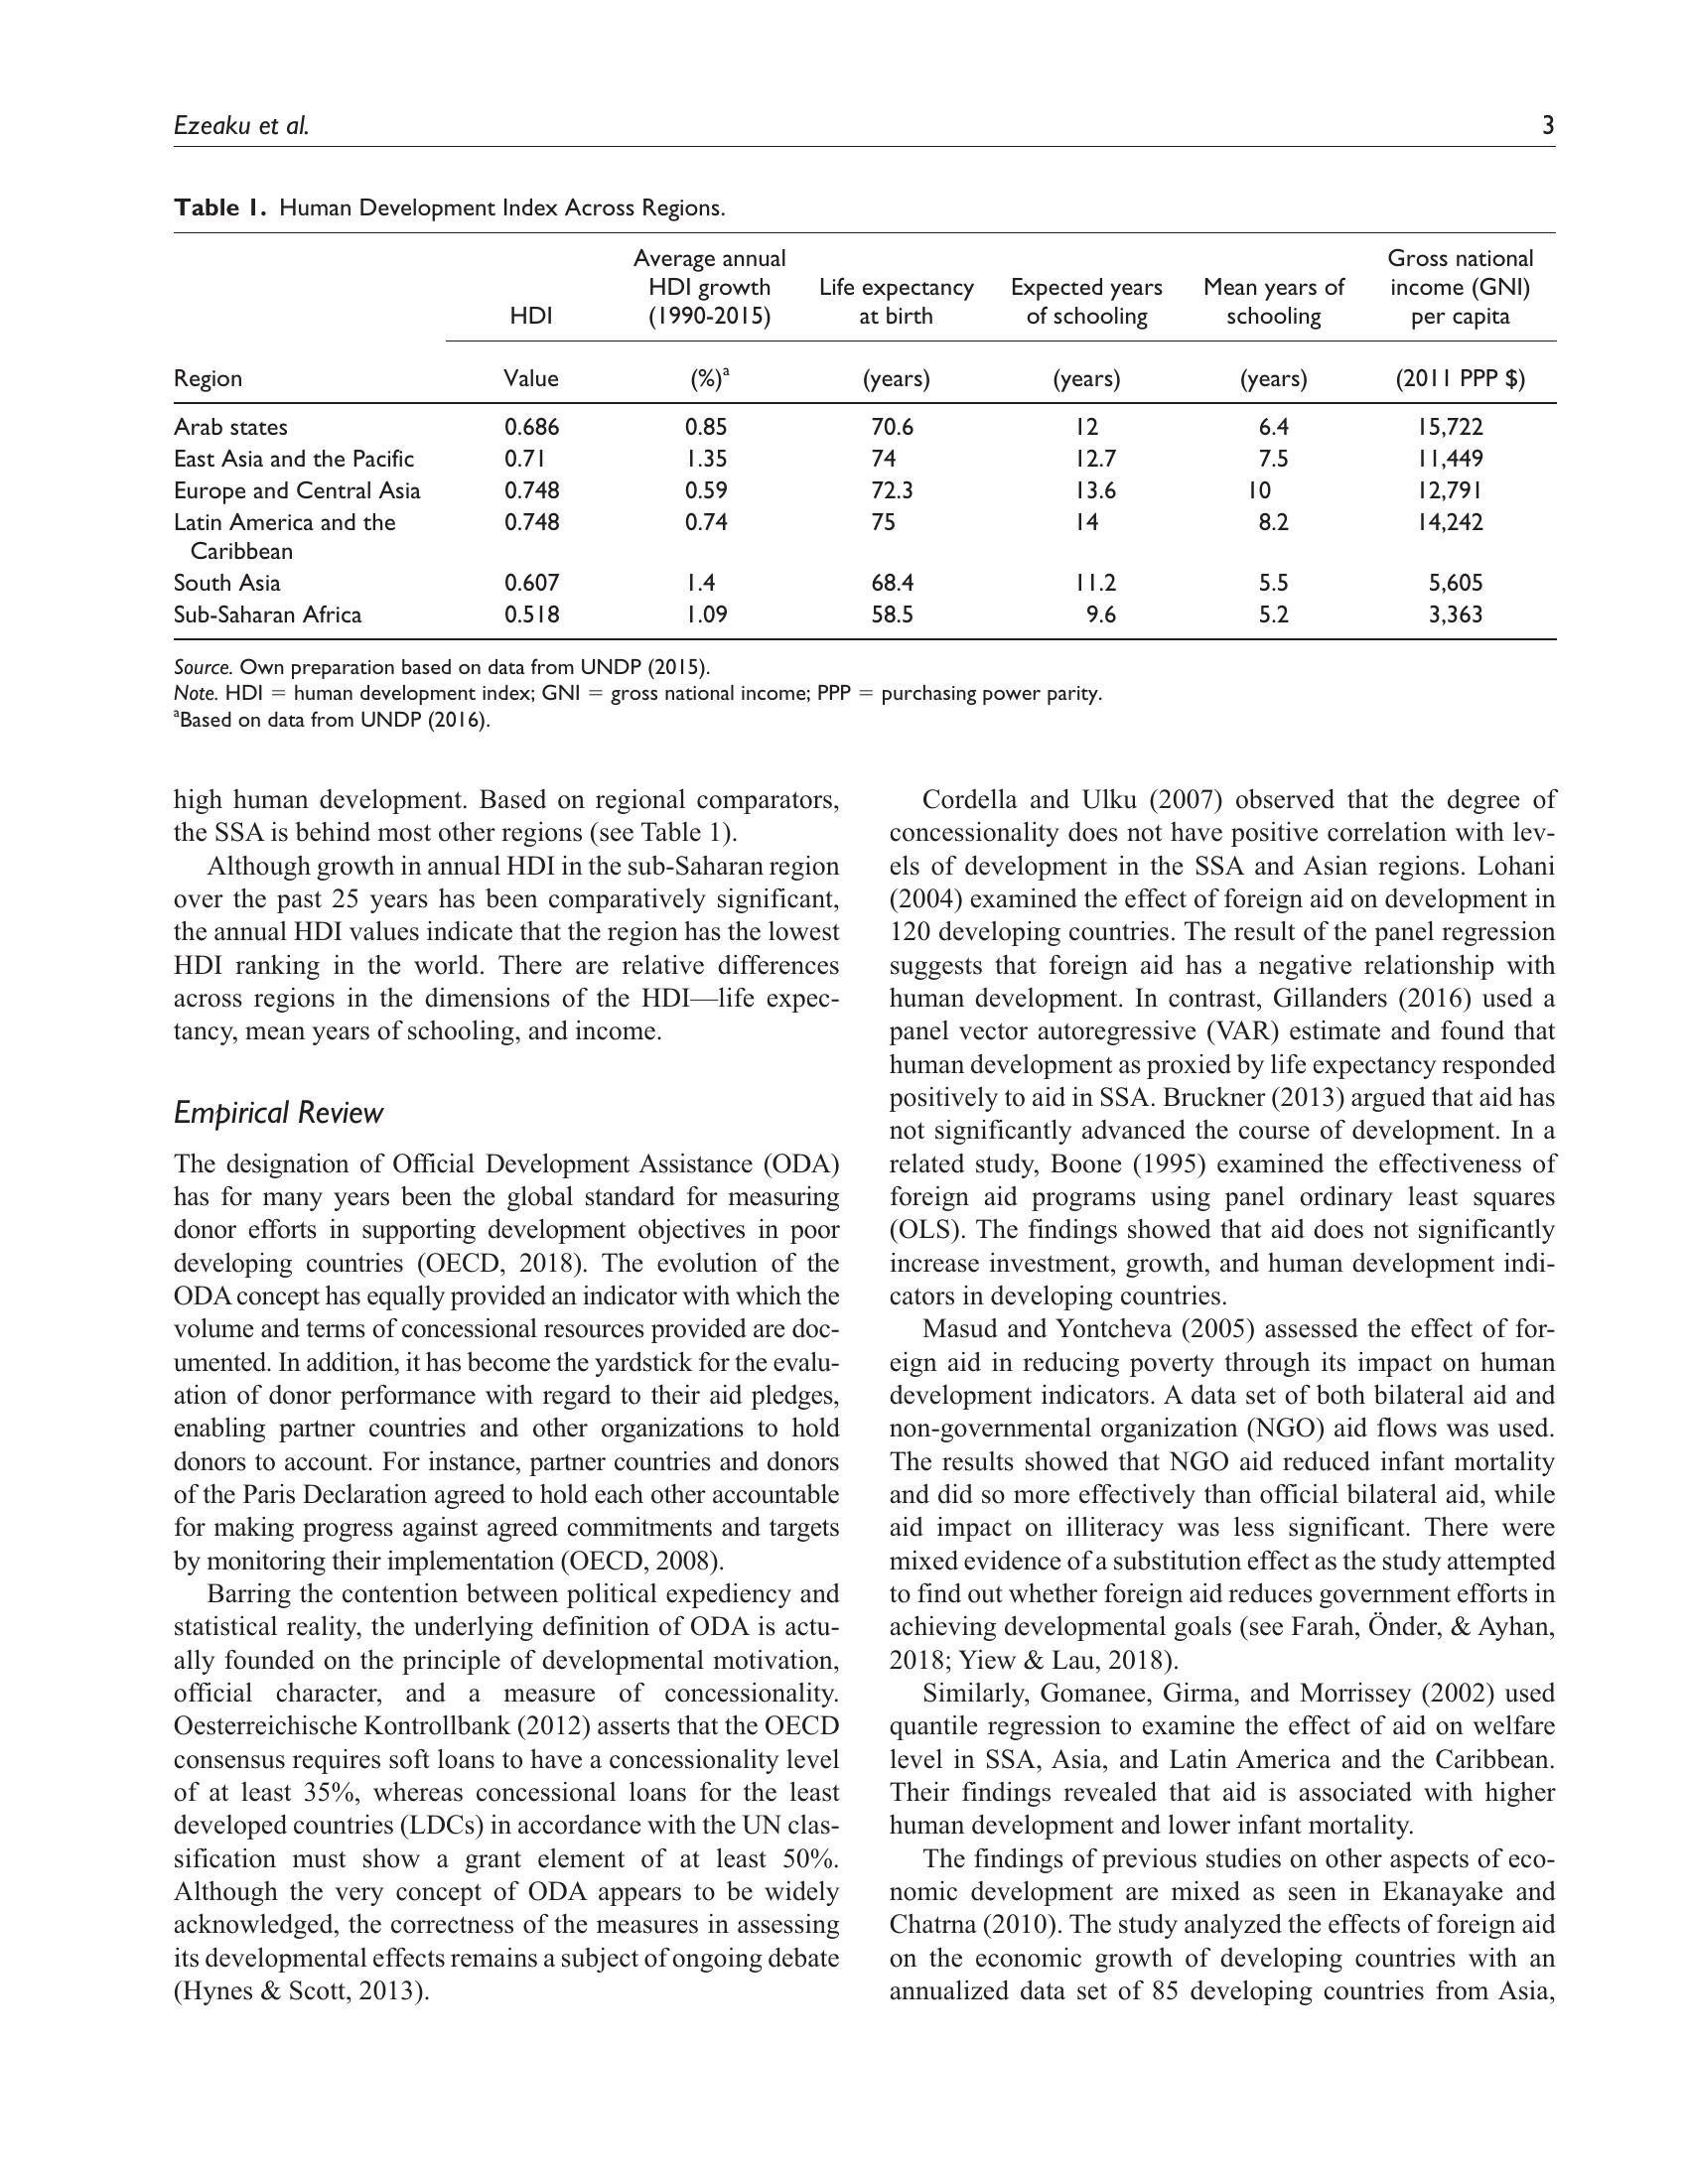 Ezeaku et al. 3
Table 1. Human Development Index Across Regions.
HDI Average annual HDI growth (1990-2015) Life expectancy at birth Expected years of schooling Mean years of schooling Gross national income (GNI) per capita
Region Value (%)a (years) (years) (years) (2011 PPP $)
Arab states 0.686 0.85 70.6 12 6.4 15,722
East Asia and the Pacific 0.71 1.35 74 12.7 7.5 11,449
Europe and Central Asia 0.748 0.59 72.3 13.6 10 12,791
Latin America and the Caribbean 0.748 0.74 75 14 8.2 14,242
South Asia 0.607 1.4 68.4 11.2 5.5 5,605
Sub-Saharan Africa 0.518 1.09 58.5 9.6 5.2 3,363
Source. Own preparation based on data from UNDP (2015).
Note. HDI = human development index; GNI = gross national income; PPP = purchasing power parity.
aBased on data from UNDP (2016).
high human development. Based on regional comparators,
the SSA is behind most other regions (see Table 1).
Although growth in annual HDI in the sub-Saharan region
over the past 25 years has been comparatively significant,
the annual HDI values indicate that the region has the lowest
HDI ranking in the world. There are relative differences
across regions in the dimensions of the HDI—life expec-
tancy, mean years of schooling, and income.
Empirical Review
The designation of Official Development Assistance (ODA)
has for many years been the global standard for measuring
donor efforts in supporting development objectives in poor
developing countries (OECD, 2018). The evolution of the
ODA concept has equally provided an indicator with which the
volume and terms of concessional resources provided are doc-
umented. In addition, it has become the yardstick for the evalu-
ation of donor performance with regard to their aid pledges,
enabling partner countries and other organizations to hold
donors to account. For instance, partner countries and donors
of the Paris Declaration agreed to hold each other accountable
for making progress against agreed commitments and targets
by monitoring their implementation (OECD, 2008).
Barring the contention between political expediency and
statistical reality, the underlying definition of ODA is actu-
ally founded on the principle of developmental motivation,
official character, and a measure of concessionality.
Oesterreichische Kontrollbank (2012) asserts that the OECD
consensus requires soft loans to have a concessionality level
of at least 35%, whereas concessional loans for the least
developed countries (LDCs) in accordance with the UN clas-
sification must show a grant element of at least 50%.
Although the very concept of ODA appears to be widely
acknowledged, the correctness of the measures in assessing
its developmental effects remains a subject of ongoing debate
(Hynes & Scott, 2013).
Cordella and Ulku (2007) observed that the degree of
concessionality does not have positive correlation with lev-
els of development in the SSA and Asian regions. Lohani
(2004) examined the effect of foreign aid on development in
120 developing countries. The result of the panel regression
suggests that foreign aid has a negative relationship with
human development. In contrast, Gillanders (2016) used a
panel vector autoregressive (VAR) estimate and found that
human development as proxied by life expectancy responded
positively to aid in SSA. Bruckner (2013) argued that aid has
not significantly advanced the course of development. In a
related study, Boone (1995) examined the effectiveness of
foreign aid programs using panel ordinary least squares
(OLS). The findings showed that aid does not significantly
increase investment, growth, and human development indi-
cators in developing countries.
Masud and Yontcheva (2005) assessed the effect of for-
eign aid in reducing poverty through its impact on human
development indicators. A data set of both bilateral aid and
non-governmental organization (NGO) aid flows was used.
The results showed that NGO aid reduced infant mortality
and did so more effectively than official bilateral aid, while
aid impact on illiteracy was less significant. There were
mixed evidence of a substitution effect as the study attempted
to find out whether foreign aid reduces government efforts in
achieving developmental goals (see Farah, Önder, & Ayhan,
2018; Yiew & Lau, 2018).
Similarly, Gomanee, Girma, and Morrissey (2002) used
quantile regression to examine the effect of aid on welfare
level in SSA, Asia, and Latin America and the Caribbean.
Their findings revealed that aid is associated with higher
human development and lower infant mortality.
The findings of previous studies on other aspects of eco-
nomic development are mixed as seen in Ekanayake and
Chatrna (2010). The study analyzed the effects of foreign aid
on the economic growth of developing countries with an
annualized data set of 85 developing countries from Asia,